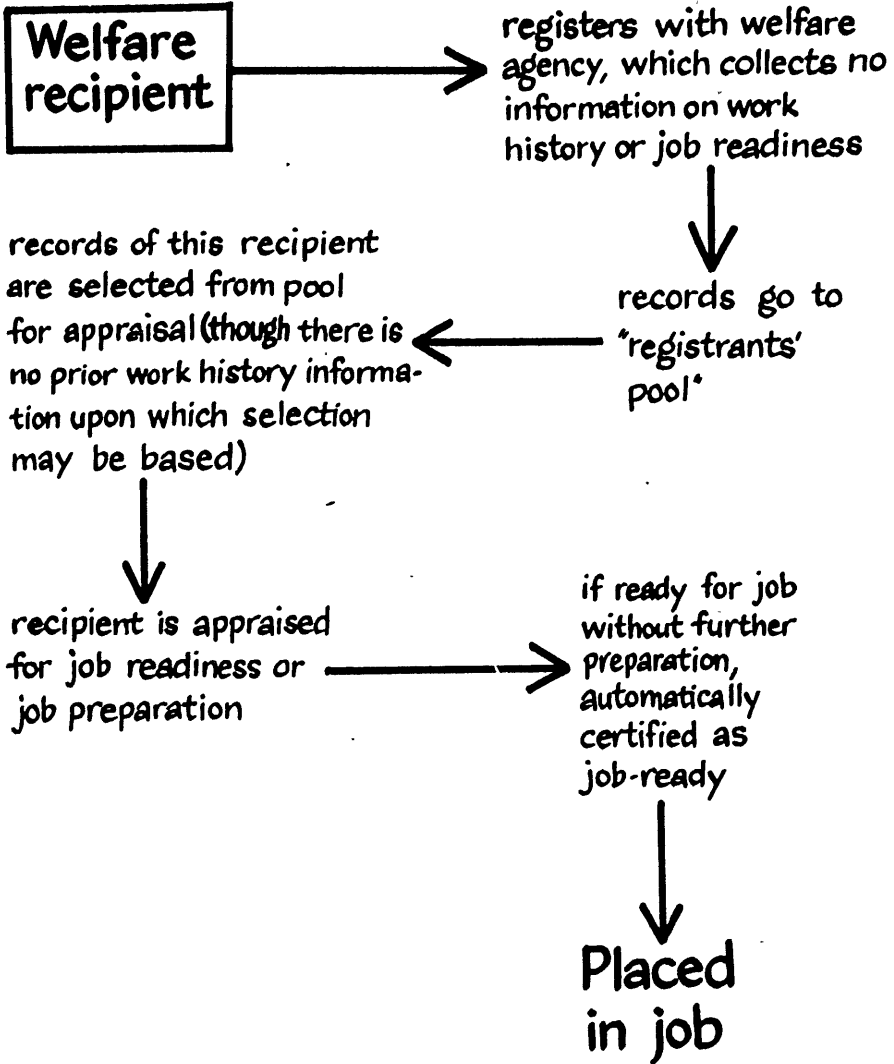 Welfare
recipient
registers with welfare
agency, which collects no
information on work
history or job readiness
records go to
"registrants'
pool"
records of this recipient
are selected from pool
for appraisal (though there is
no prior work history informa-
tion upon which selection
may be based)
recipient is appraised
for job readiness or
job preparation
if ready for job
without further
preparation,
automatically
certified as
job-ready
Placed
in job